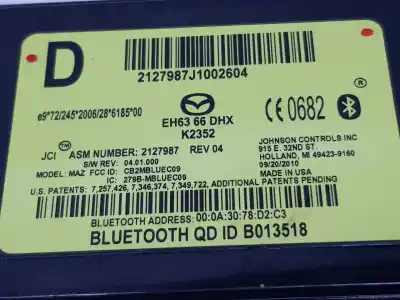 D
2127987J1002604
e9*72/245*2006/28*6185*00
EH63 66 DHX
K2352
CE0682
JCI™ ASM NUMBER: 2127987 REV 04
S/W REV: 04.01.000
MODEL: MAZ FCC ID: CB2MBLUEC09
IC: 279B-MBLUEC09
JOHNSON CONTROLS INC
915 E. 32ND ST.
HOLLAND, MI 49423-9160
09/20/2010
MADE IN USA
U.S. PATENTS: 7,257,426, 7,346,374, 7,349,722, ADDITIONAL PATENTS PENDING.
BLUETOOTH ADDRESS: 00:0A:30:78:D2:C3
BLUETOOTH QD ID B013518